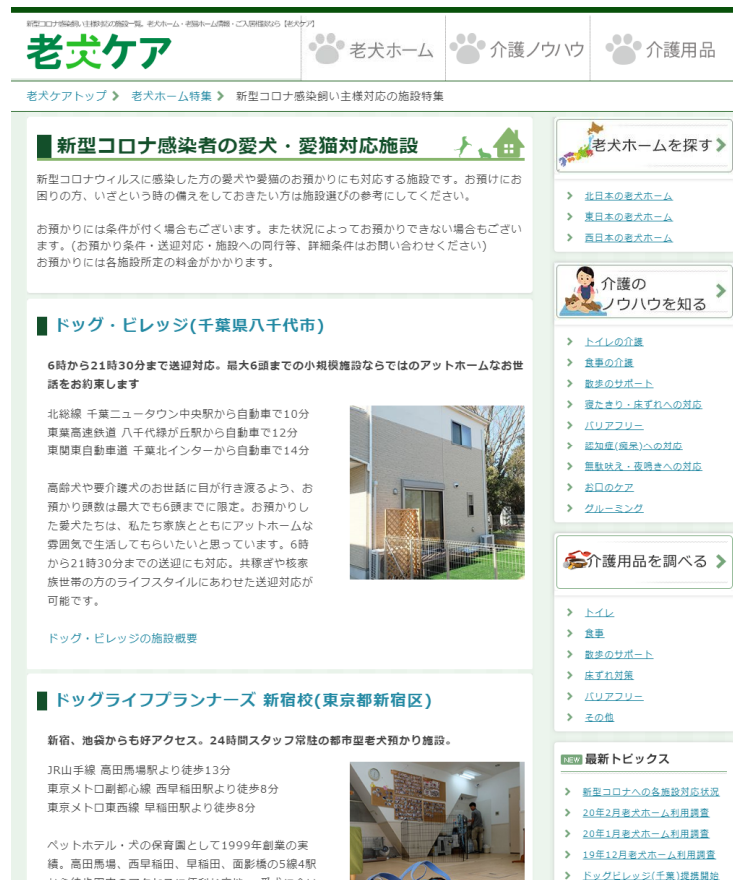 新型コロナ感染飼い主様対応の施設一覧。老犬ホーム・老猫ホーム情報・ご入居相談なら【老犬ケア】
老犬ケア
老犬ホーム
介護ノウハウ
介護用品
老犬ケアトップ
老犬ホーム特集
新型コロナ感染飼い主様対応の施設特集
新型コロナ感染者の愛犬・愛猫対応施設
新型コロナウィルスに感染した方の愛犬や愛猫のお預かりにも対応する施設です。お預けにお
困りの方、いざという時の備えをしておきたい方は施設選びの参考にしてください。
お預かりには条件が付く場合もございます。また状況によってお預かりできない場合もござい
ます。(お預かり条件・送迎対応・施設への同行等、詳細条件はお問い合わせください)
お預かりには各施設所定の料金がかかります。
ドッグ・ビレッジ(千葉県八千代市)
6時から21時30分まで送迎対応。最大6頭までの小規模施設ならではのアットホームなお世
話をお約束します
北総線 千葉ニュータウン中央駅から自動車で10分
東葉高速鉄道 八千代緑が丘駅から自動車で12分
東関東自動車道 千葉北インターから自動車で14分
高齢犬や要介護犬のお世話に目が行き渡るよう、お
預かり頭数は最大でも6頭までに限定。お預かりし
た愛犬たちは、私たち家族とともにアットホームな
雰囲気で生活してもらいたいと思っています。6時
から21時30分までの送迎にも対応。共稼ぎや核家
族世帯の方のライフスタイルにあわせた送迎対応が
可能です。
ドッグ・ビレッジの施設概要
ドッグライフプランナーズ 新宿校(東京都新宿区)
新宿、池袋からも好アクセス。24時間スタッフ常駐の都市型老犬預かり施設。
JR山手線 高田馬場駅より徒歩13分
東京メトロ副都心線 西早稲田駅より徒歩8分
東京メトロ東西線 早稲田駅より徒歩8分
ペットホテル・犬の保育園として1999年創業の実
績。高田馬場、西早稲田、早稲田、面影橋の5線4駅
老犬ホームを探す
北日本の老犬ホーム
東日本の老犬ホーム
西日本の老犬ホーム
介護の
ノウハウを知る
トイレの介護
食事の介護
散歩のサポート
寝たきり・床ずれへの対応
バリアフリー
認知症(痴呆)への対応
無駄吠え・夜鳴きへの対応
お口のケア
グルーミング
介護用品を調べる
トイレ
食事
散歩のサポート
床ずれ対策
バリアフリー
その他
NEW 最新トピックス
新型コロナへの各施設対応状況
20年2月老犬ホーム利用調査
20年1月老犬ホーム利用調査
19年12月老犬ホーム利用調査
ドッグビレッジ(千葉)提携開始